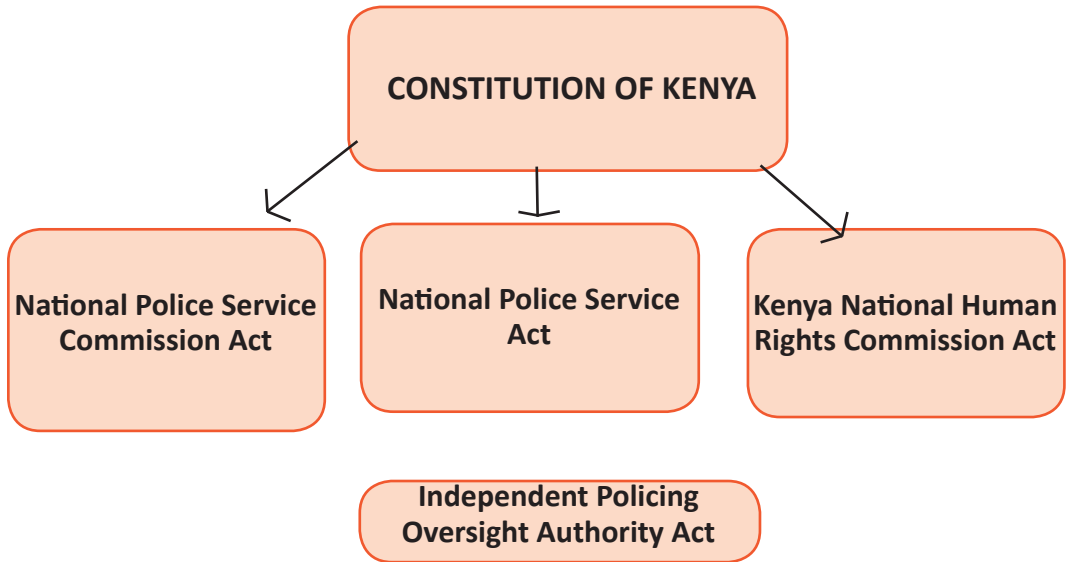 CONSTITUTION OF KENYA
National Police Service
Commission Act
National Police Service
Act
Kenya National Human
Rights Commission Act
Independent Policing
Oversight Authority Act